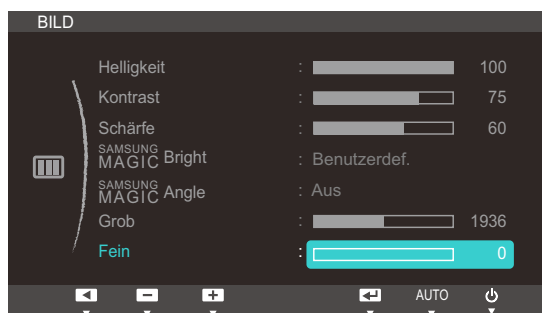 BILD
Helligkeit : 100
Kontrast : 75
Schärfe : 60
SAMSUNG
MAGIC Bright : Benutzerdef.
SAMSUNG
MAGIC Angle : Aus
Grob : 1936
Fein : 0
AUTO